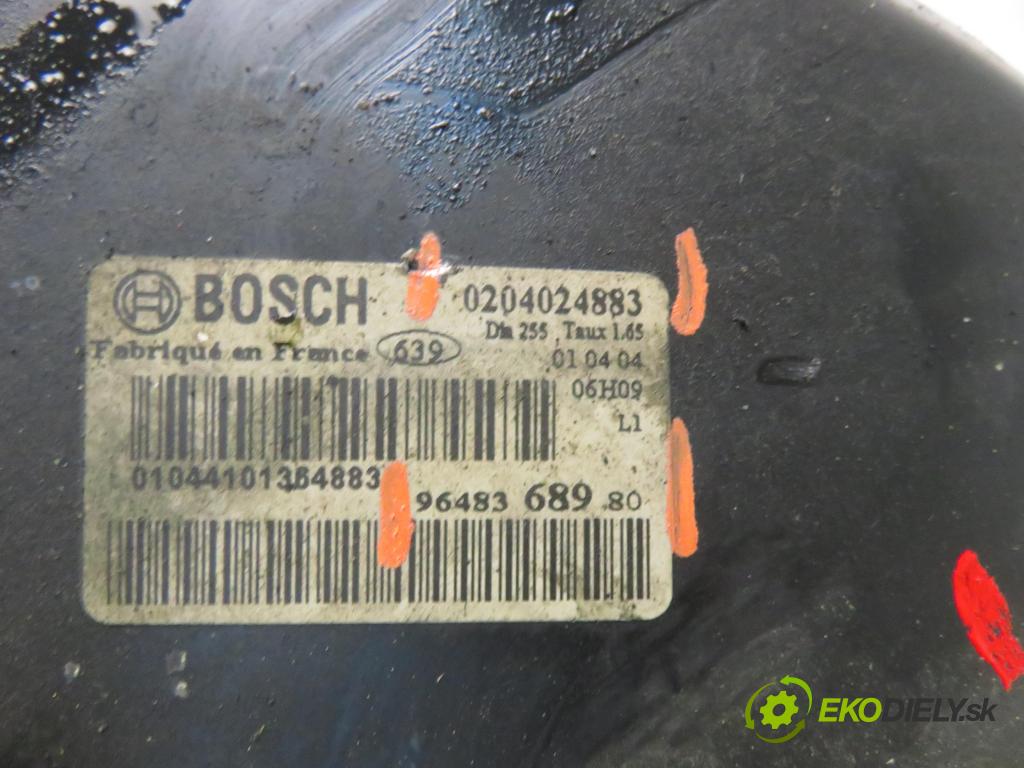 BOSCH 0204024883
Dia 255 Taux 1.65
Fabriqué en France 639 01 04 04
06H09
L1
01044101364883
96483 689 .80
EKODIELY.sk